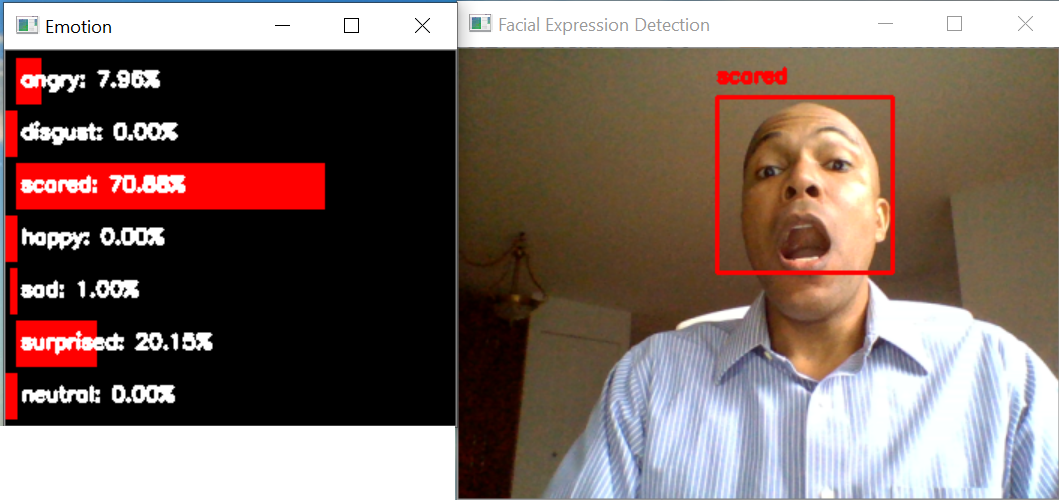 Emotion
angry: 7.95%
disgust: 0.00%
scared: 70.88%
happy: 0.00%
sad: 1.00%
surprised: 20.15%
neutral: 0.00%
Facial Expression Detection
scared